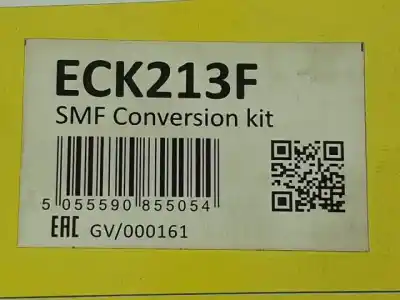 ECK213F
SMF Conversion kit
5 055590 855054
EAC GV/000161